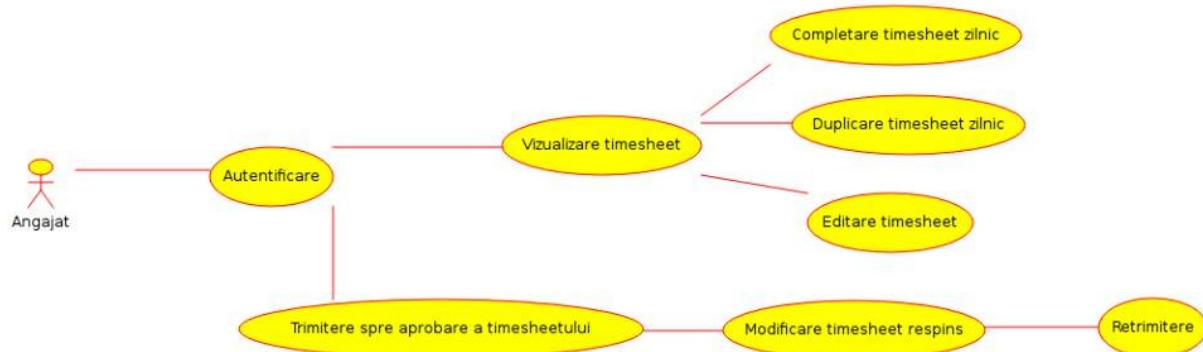 Completare timesheet zilnic
Duplicare timesheet zilnic
Vizualizare timesheet
Autentificare
Angajat
Editare timesheet
Trimitere spre aprobare a timesheetului
Modificare timesheet respins
Retrimitere